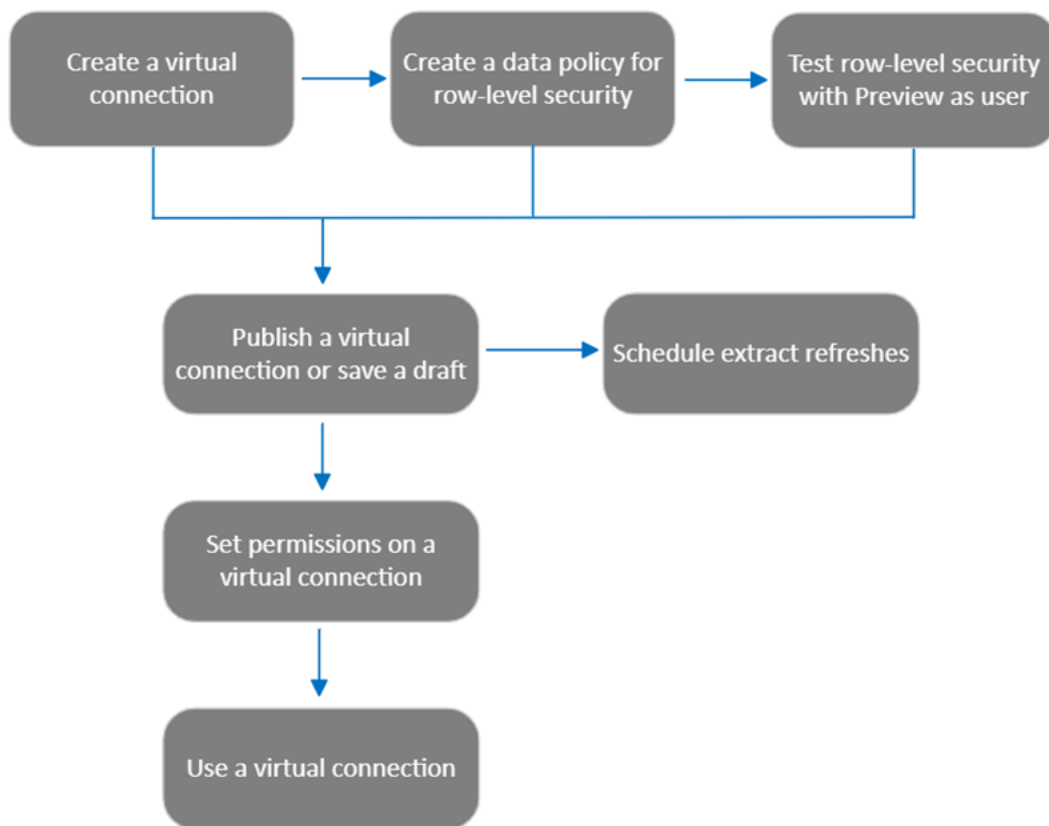 Create a virtual
connection
Create a data policy for
row-level security
Test row-level security
with Preview as user
Publish a virtual
connection or save a draft
Schedule extract refreshes
Set permissions on a
virtual connection
Use a virtual connection